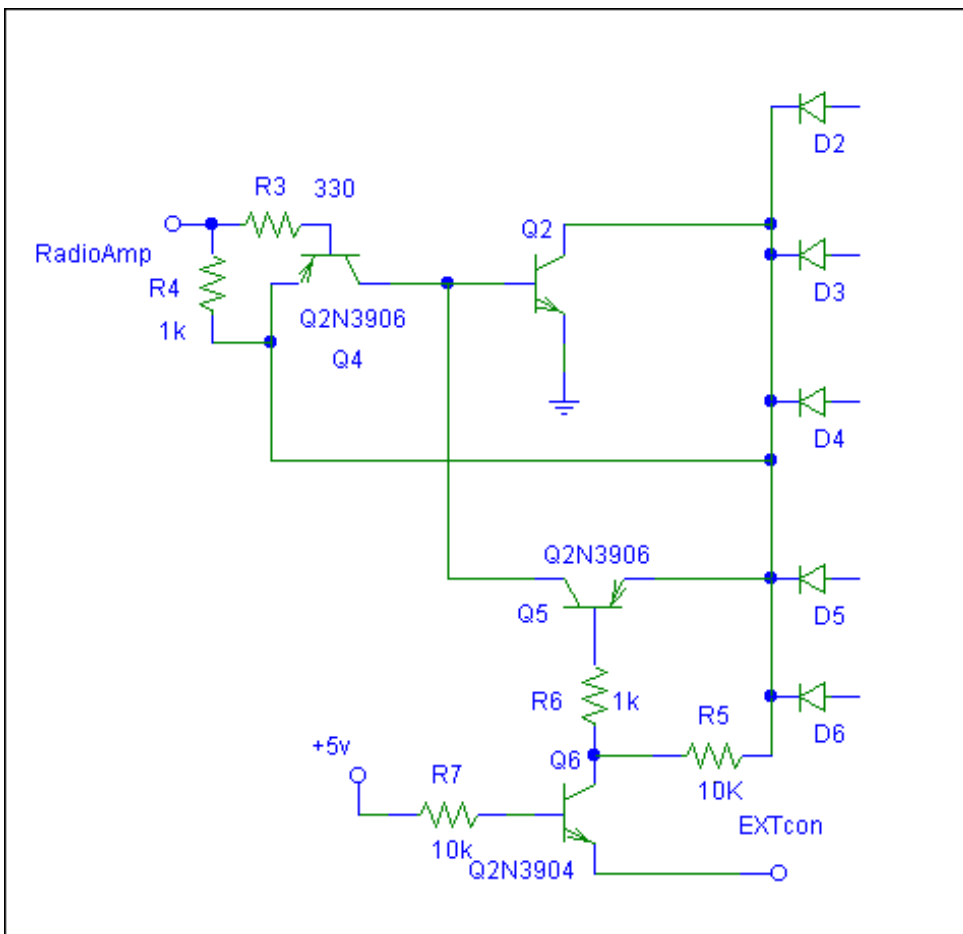 D2
R3 330
Q2
RadioAmp
D3
R4
1k
Q2N3906
Q4
D4
Q2N3906
Q5
D5
R6 1k
R5
D6
+5v
Q6
R7
10K
EXTcon
10k
Q2N3904